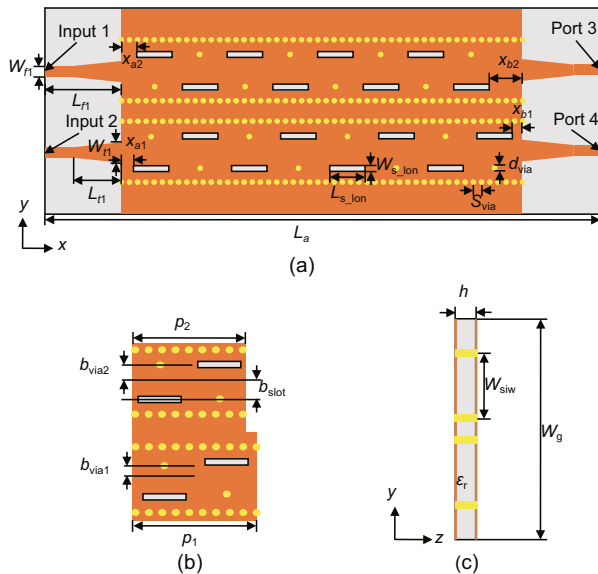 Input 1
Port 3
x_a2
x_b2
W_f1
L_f1
Input 2
x_b1
Port 4
W_t1
x_a1
W_s_lon
d_via
L_t1
L_s_lon
S_via
y
x
L_a
(a)
p_2
h
b_via2
b_slot
W_siw
W_g
b_via1
ε_r
y
p_1
z
(b)
(c)